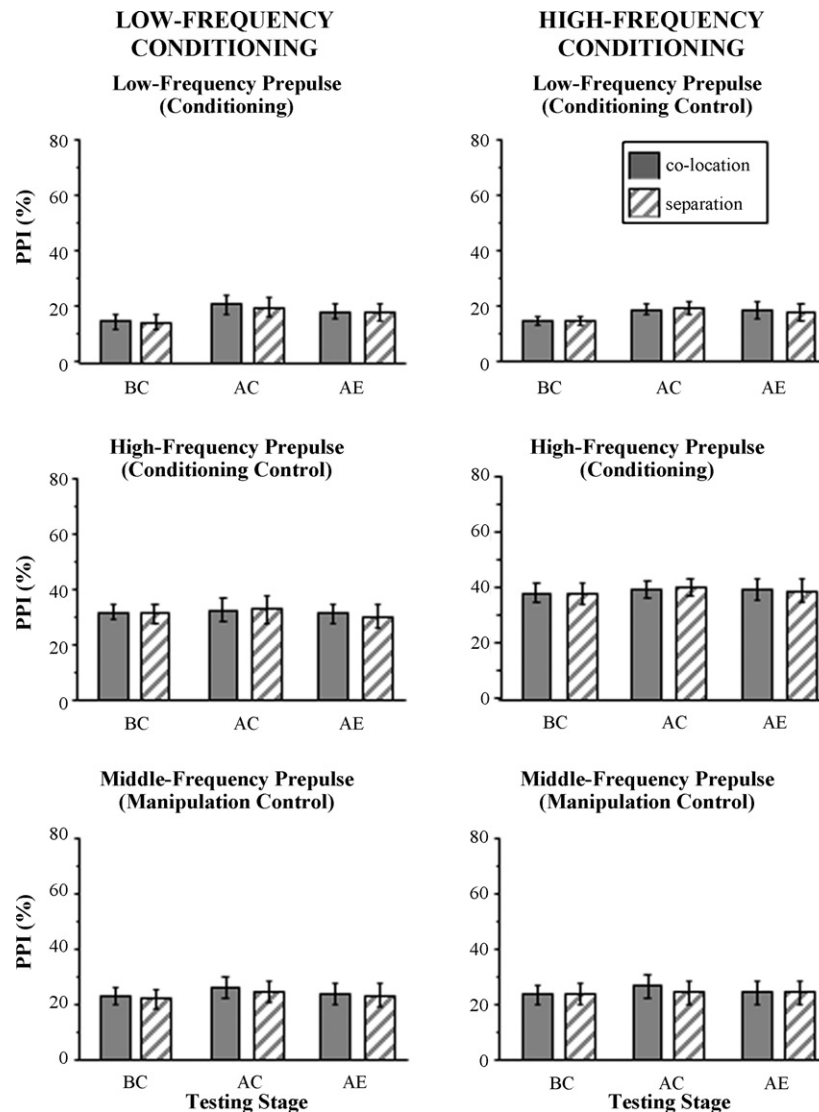 LOW-FREQUENCY
CONDITIONING
Low-Frequency Prepulse
(Conditioning)
80
60
40
20
0
PPI (%)
BC AC AE
HIGH-FREQUENCY
CONDITIONING
Low-Frequency Prepulse
(Conditioning Control)
80
60
40
20
0
co-location
separation
BC AC AE
High-Frequency Prepulse
(Conditioning Control)
80
60
40
20
0
PPI (%)
BC AC AE
High-Frequency Prepulse
(Conditioning)
80
60
40
20
0
BC AC AE
Middle-Frequency Prepulse
(Manipulation Control)
80
60
40
20
0
PPI (%)
BC AC AE
Testing Stage
Middle-Frequency Prepulse
(Manipulation Control)
80
60
40
20
0
BC AC AE
Testing Stage